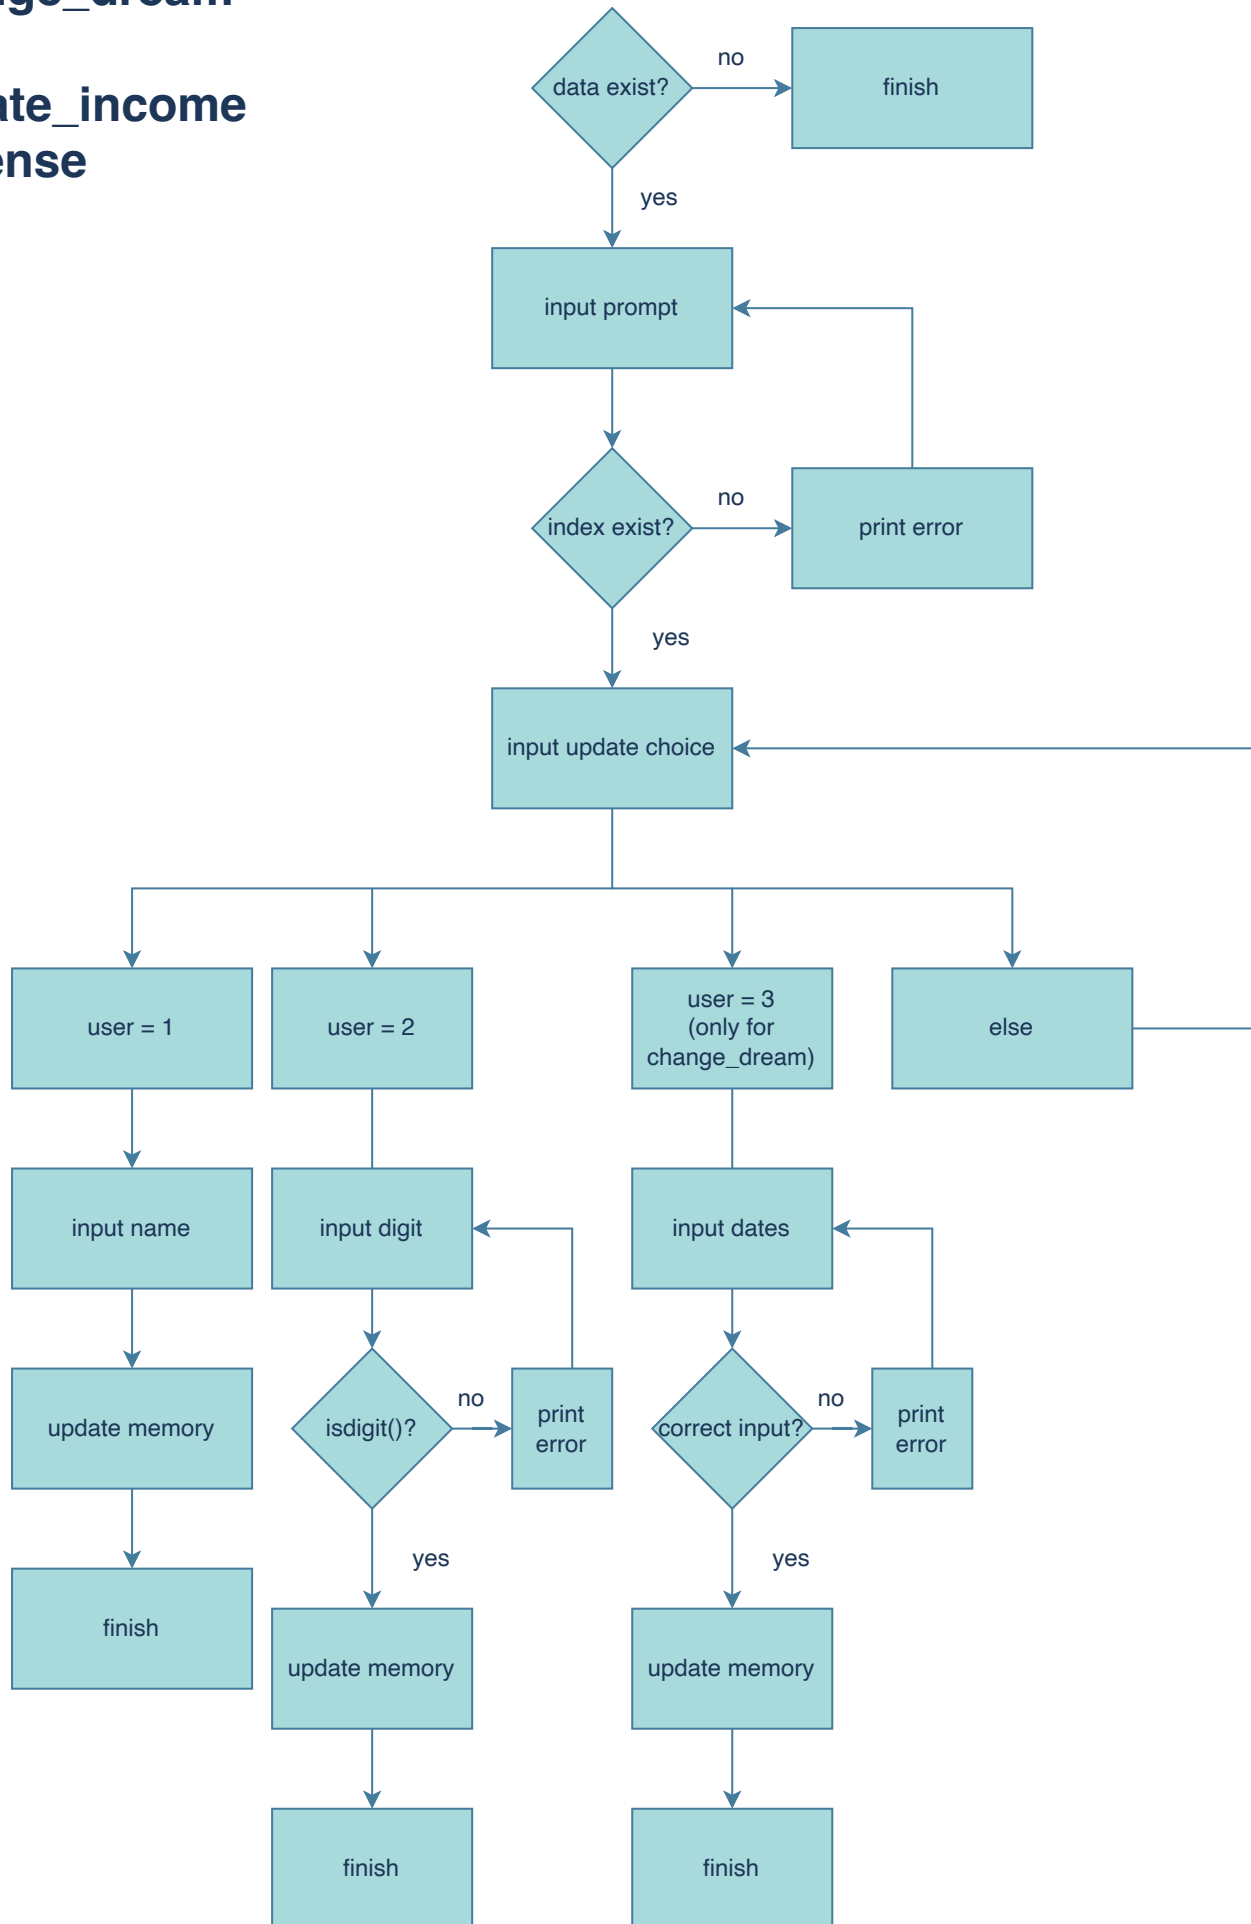 ate_income
ense
data exist?
no
finish
yes
input prompt
index exist?
no
print error
yes
input update choice
user = 1
user = 2
user = 3
(only for
change_dream)
else
input name
input digit
input dates
update memory
isdigit()?
no
print
error
correct input?
no
print
error
yes
yes
finish
update memory
update memory
finish
finish